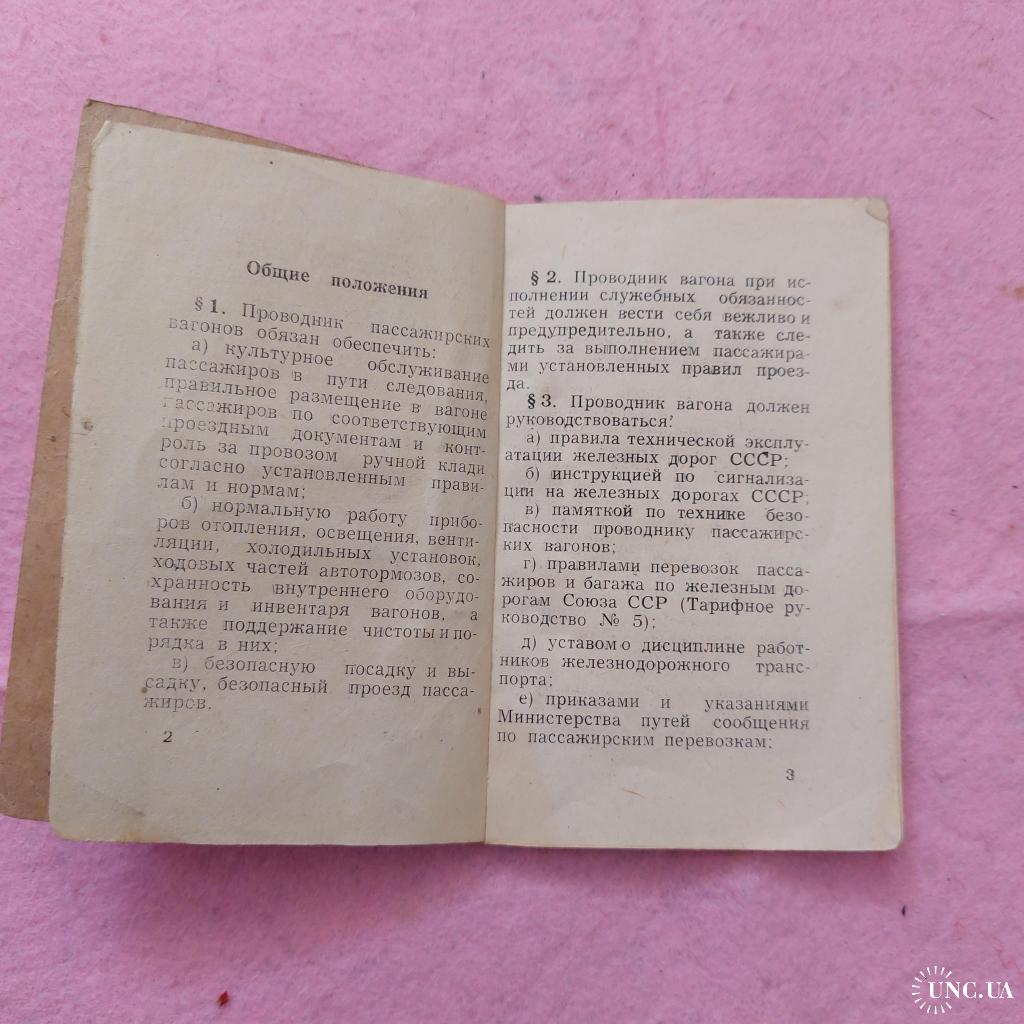 Общие положения
§ 1. Проводник пассажирских
вагонов обязан обеспечить:
а) культурное обслуживание
пассажиров в пути следования,
правильное размещение в вагоне
пассажиров по соответствующим
проездным документам и конт-
роль за провозом ручной клади
согласно установленным прави-
лам и нормам;
б) нормальную работу прибо-
ров отопления, освещения, венти-
ляции, холодильных установок,
ходовых частей автотормозов, со-
хранность внутреннего оборудо-
вания и инвентаря вагонов, а
также поддержание чистоты и по-
рядка в них;
в) безопасную посадку и вы-
садку, безопасный проезд пасса-
жиров.
2
§ 2. Проводник вагона при ис-
полнении служебных обязаннос-
тей должен вести себя вежливо и
предупредительно, а также сле-
дить за выполнением пассажира-
ми установленных правил проез-
да.
§ 3. Проводник вагона должен
руководствоваться:
а) правила технической эксплу-
атации железных дорог СССР;
б) инструкцией по сигнализа-
ции на железных дорогах СССР;
в) памяткой по технике безо-
пасности проводнику пассажирс-
ких вагонов;
г) правилами перевозок пасса-
жиров и багажа по железным до-
рогам Союза ССР (Тарифное ру-
ководство № 5);
д) уставом о дисциплине работ-
ников железнодорожного транс-
порта;
е) приказами и указаниями
Министерства путей сообщения
по пассажирским перевозкам;
3
UNC.UA